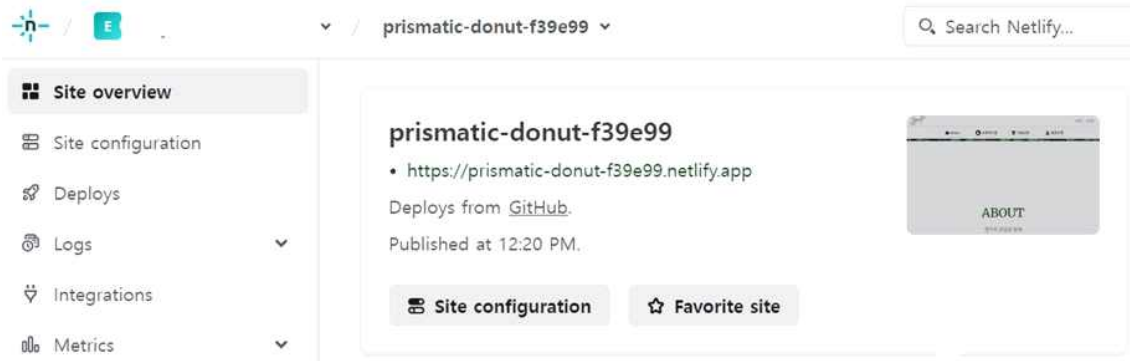 E
prismatic-donut-f39e99
Search Netlify...
Site overview
Site configuration
Deploys
Logs
Integrations
Metrics
prismatic-donut-f39e99
• https://prismatic-donut-f39e99.netlify.app
Deploys from GitHub.
Published at 12:20 PM.
Site configuration
Favorite site
ABOUT